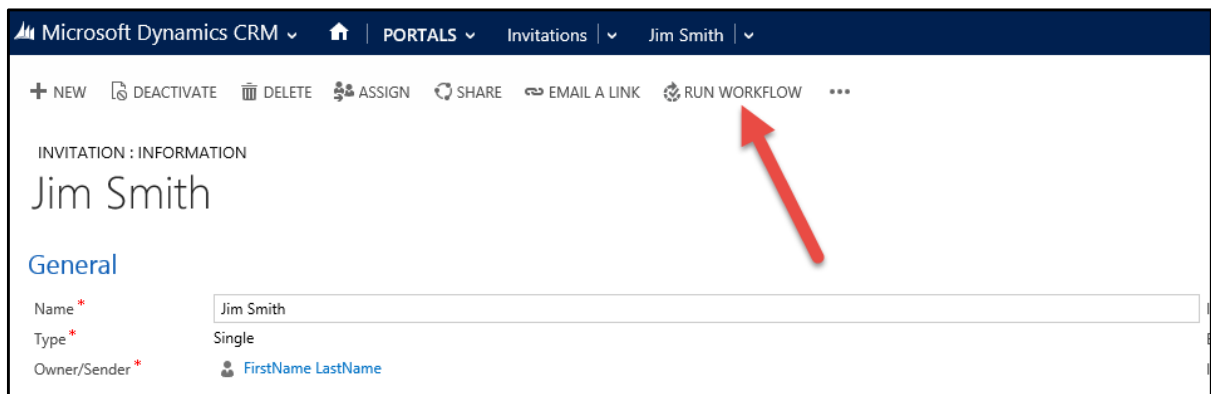 Microsoft Dynamics CRM | PORTALS Invitations | Jim Smith |
+ NEW DEACTIVATE DELETE ASSIGN SHARE EMAIL A LINK RUN WORKFLOW •••
INVITATION : INFORMATION
Jim Smith
General
Name * Jim Smith
Type * Single
Owner/Sender * FirstName LastName